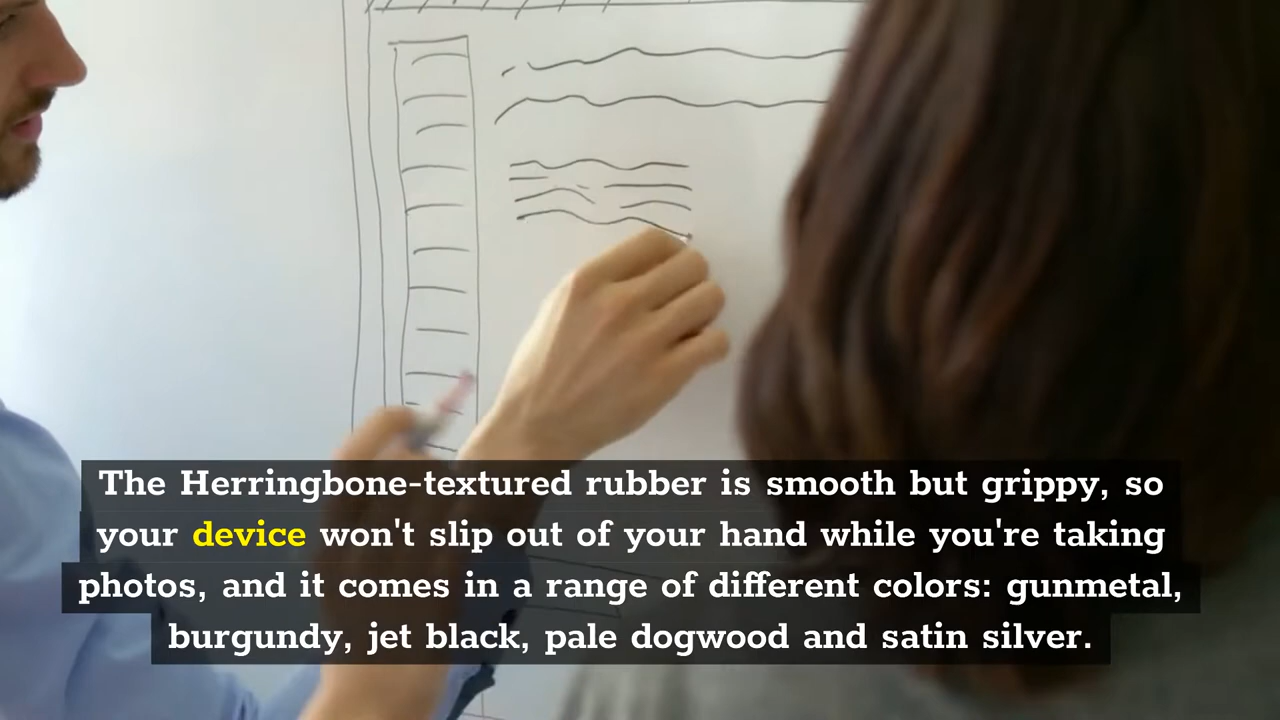 The Herringbone-textured rubber is smooth but grippy, so
your device won't slip out of your hand while you're taking
photos, and it comes in a range of different colors: gunmetal,
burgundy, jet black, pale dogwood and satin silver.